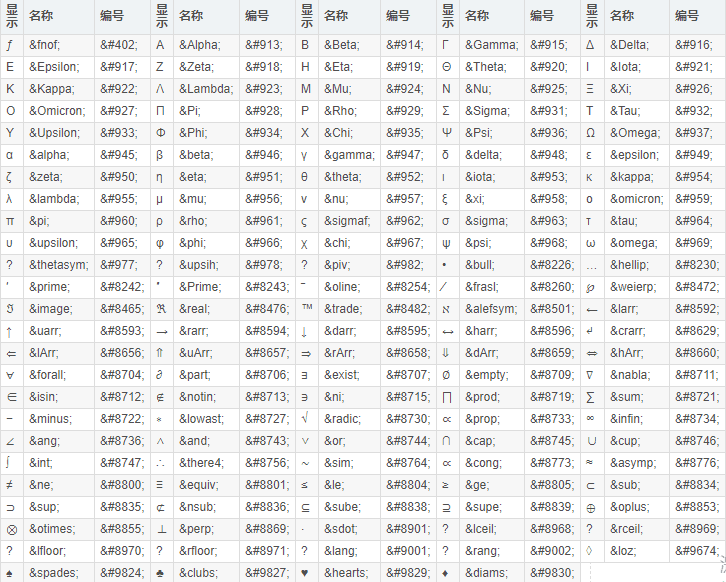 显示 名称 编号 显示 名称 编号 显示 名称 编号 显示 名称 编号 显示 名称 编号
ƒ &fnof; &#402; Α &Alpha; &#913; Β &Beta; &#914; Γ &Gamma; &#915; Δ &Delta; &#916;
Ε &Epsilon; &#917; Ζ &Zeta; &#918; Η &Eta; &#919; Θ &Theta; &#920; Ι &Iota; &#921;
Κ &Kappa; &#922; Λ &Lambda; &#923; Μ &Mu; &#924; Ν &Nu; &#925; Ξ &Xi; &#926;
Ο &Omicron; &#927; Π &Pi; &#928; Ρ &Rho; &#929; Σ &Sigma; &#931; Τ &Tau; &#932;
Υ &Upsilon; &#933; Φ &Phi; &#934; Χ &Chi; &#935; Ψ &Psi; &#936; Ω &Omega; &#937;
α &alpha; &#945; β &beta; &#946; γ &gamma; &#947; δ &delta; &#948; ε &epsilon; &#949;
ζ &zeta; &#950; η &eta; &#951; θ &theta; &#952; ι &iota; &#953; κ &kappa; &#954;
λ &lambda; &#955; μ &mu; &#956; ν &nu; &#957; ξ &xi; &#958; ο &omicron; &#959;
π &pi; &#960; ρ &rho; &#961; ς &sigmaf; &#962; σ &sigma; &#963; τ &tau; &#964;
υ &upsilon; &#965; φ &phi; &#966; χ &chi; &#967; ψ &psi; &#968; ω &omega; &#969;
? &thetasym; &#977; ? &upsih; &#978; ? &piv; &#982; • &bull; &#8226; … &hellip; &#8230;
′ &prime; &#8242; ″ &Prime; &#8243; ‾ &oline; &#8254; ⁄ &frasl; &#8260; ℘ &weierp; &#8472;
ℑ &image; &#8465; ℜ &real; &#8476; ™ &trade; &#8482; ℵ &alefsym; &#8501; ← &larr; &#8592;
↑ &uarr; &#8593; → &rarr; &#8594; ↓ &darr; &#8595; ↔ &harr; &#8596; ↵ &crarr; &#8629;
⇐ &lArr; &#8656; ⇑ &uArr; &#8657; ⇒ &rArr; &#8658; ⇓ &dArr; &#8659; ⇔ &hArr; &#8660;
∀ &forall; &#8704; ∂ &part; &#8706; ∃ &exist; &#8707; ∅ &empty; &#8709; ∇ &nabla; &#8711;
∈ &isin; &#8712; ∉ &notin; &#8713; ∋ &ni; &#8715; ∏ &prod; &#8719; ∑ &sum; &#8721;
− &minus; &#8722; ∗ &lowast; &#8727; √ &radic; &#8730; ∝ &prop; &#8733; ∞ &infin; &#8734;
∠ &ang; &#8736; ∧ &and; &#8743; ∨ &or; &#8744; ∩ &cap; &#8745; ∪ &cup; &#8746;
∫ &int; &#8747; ∴ &there4; &#8756; ∼ &sim; &#8764; ∝ &cong; &#8773; ≈ &asymp; &#8776;
≠ &ne; &#8800; Ξ &equiv; &#8801; ≤ &le; &#8804; ≥ &ge; &#8805; ⊂ &sub; &#8834;
⊃ &sup; &#8835; ⊄ &nsub; &#8836; ⊆ &sube; &#8838; ⊇ &supe; &#8839; ⊕ &oplus; &#8853;
⊗ &otimes; &#8855; ⊥ &perp; &#8869; ⋅ &sdot; &#8901; ? &lceil; &#8968; ? &rceil; &#8969;
? &lfloor; &#8970; ? &rfloor; &#8971; ? &lang; &#9001; ? &rang; &#9002; ◊ &loz; &#9674;
♠ &spades; &#9824; ♣ &clubs; &#9827; ♥ &hearts; &#9829; ♦ &diams; &#9830;